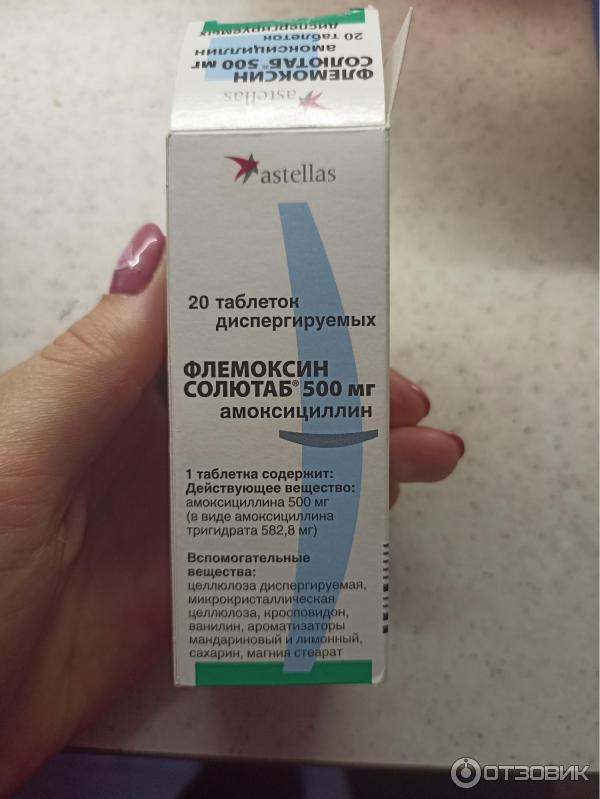 20 таблеток
диспергируемых
ФЛЕМОКСИН
СОЛЮТАБ® 500 мг
амоксициллин
astellas
astellas
20 таблеток
диспергируемых
ФЛЕМОКСИН
СОЛЮТАБ® 500 мг
амоксициллин
1 таблетка содержит:
Действующее вещество:
амоксициллина 500 мг
(в виде амоксициллина
тригидрата 582,8 мг)
Вспомогательные
вещества:
целлюлоза диспергируемая,
микрокристаллическая
целлюлоза, кросповидон,
ванилин, ароматизаторы
мандариновый и лимонный,
сахарин, магния стеарат
ОТЗОВИК